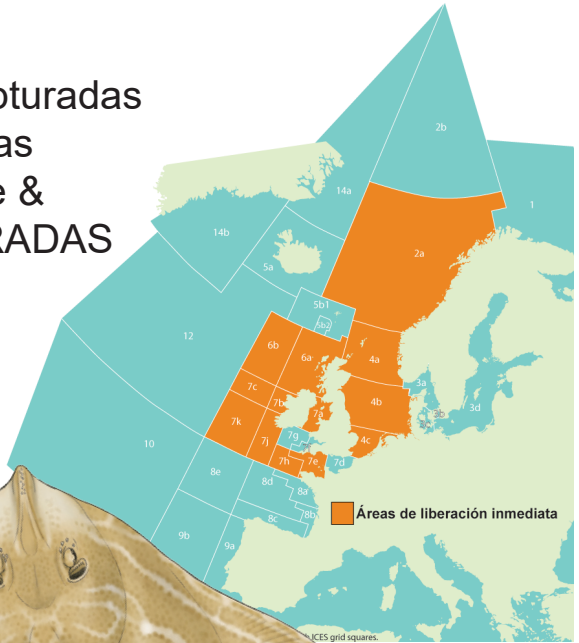 pturadas
as
e &
RADAS
2b
1
14a
2a
14b
5a
5b1
5b2
12
6b
6a
4a
3a
7c
7b
7a
4b
3b
3d
7k
7j
7g
4c
10
7h
7e
7d
8e
8d
8a
8b
8c
9b
9a
Áreas de liberación inmediata
ICES grid squares.